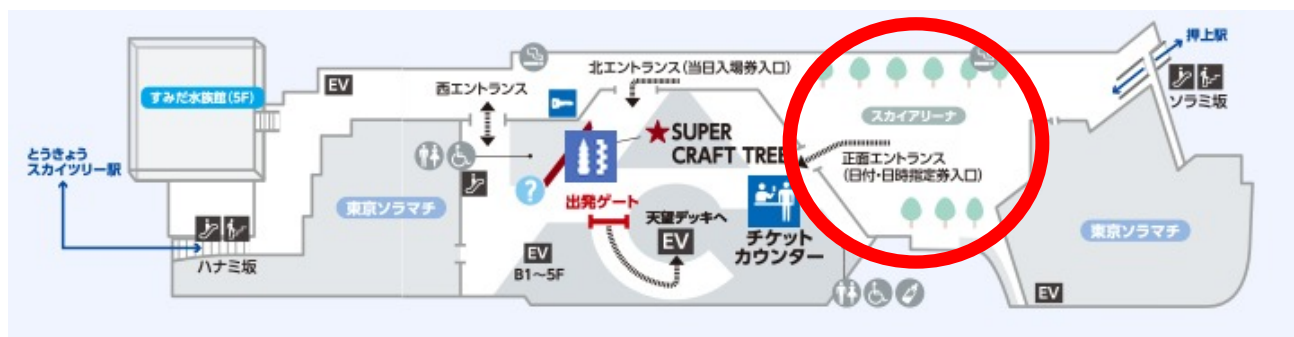 すみだ水族館(5F)
EV
西エントランス
北エントランス(当日入場券入口)
スカイアリーナ
押上駅
ソラミ坂
とうきょう
スカイツリー駅
★SUPER
CRAFT TREE
正面エントランス
(日付・日時指定券入口)
?
東京ソラマチ
出発ゲート
天望デッキへ
EV
チケット
カウンター
東京ソラマチ
ハナミ坂
EV
B1～5F
EV